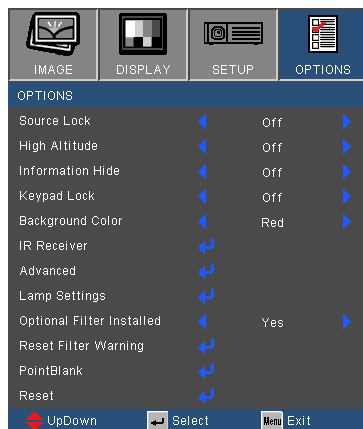 IMAGE DISPLAY SETUP OPTIONS
OPTIONS
Source Lock Off
High Altitude Off
Information Hide Off
Keypad Lock Off
Background Color Red
IR Receiver
Advanced
Lamp Settings
Optional Filter Installed Yes
Reset Filter Warning
PointBlank
Reset
UpDown Select Menu Exit